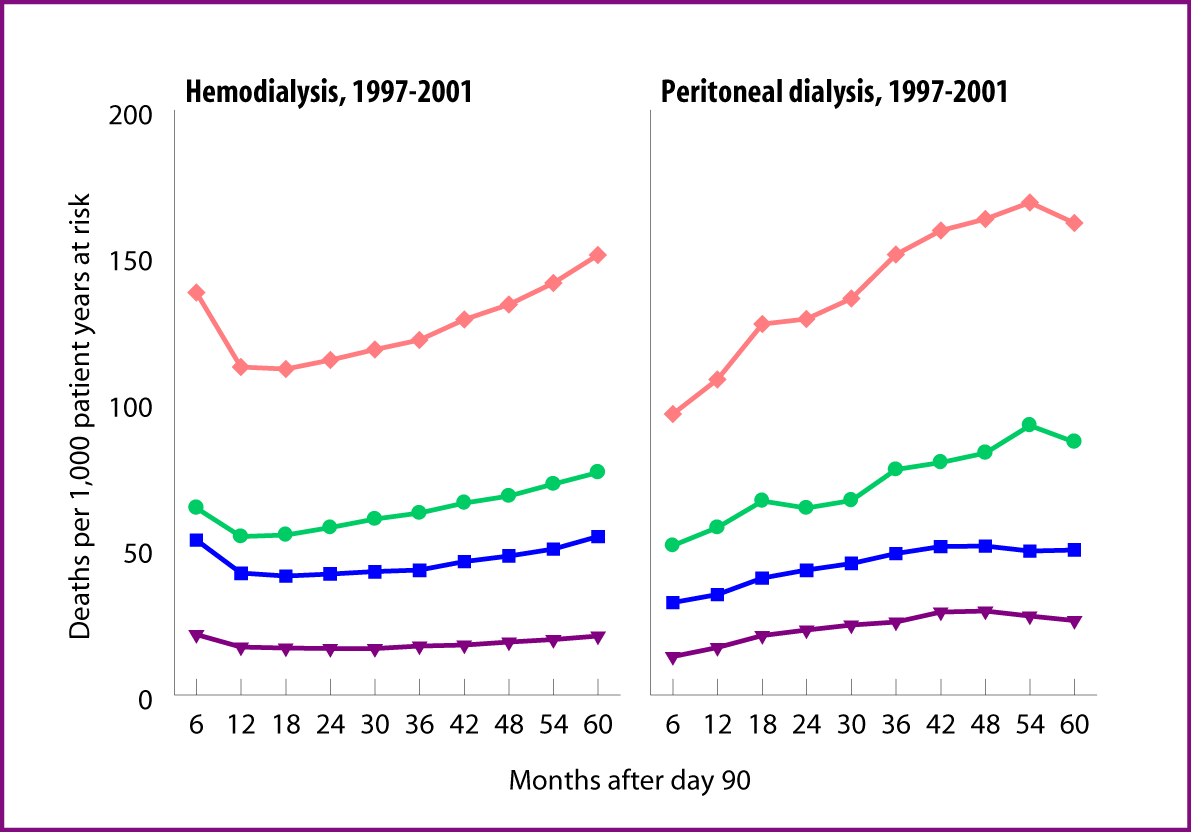 Hemodialysis, 1997-2001
Peritoneal dialysis, 1997-2001
200
150
100
50
0
Deaths per 1,000 patient years at risk
6 12 18 24 30 36 42 48 54 60
6 12 18 24 30 36 42 48 54 60
Months after day 90